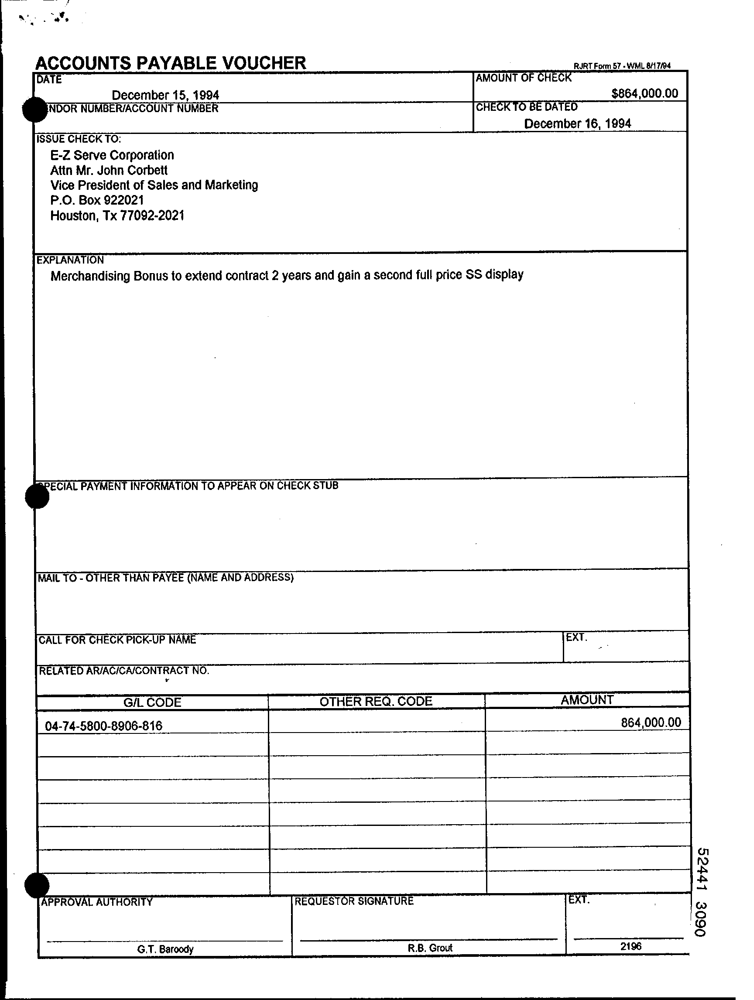 ACCOUNTS PAYABLE VOUCHER
RJRT Form 57 - WML 8/17/94
DATE
December 15, 1994
AMOUNT OF CHECK
$864,000.00
NDOR NUMBER/ACCOUNT NUMBER
CHECK TO BE DATED
December 16, 1994
ISSUE CHECK TO:
E-Z Serve Corporation
Attn Mr. John Corbett
Vice President of Sales and Marketing
P.O. Box 922021
Houston, Tx 77092-2021
EXPLANATION
Merchandising Bonus to extend contract 2 years and gain a second full price SS display
SPECIAL PAYMENT INFORMATION TO APPEAR ON CHECK STUB
MAIL TO - OTHER THAN PAYEE (NAME AND ADDRESS)
CALL FOR CHECK PICK-UP NAME
EXT.
RELATED AR/AC/CA/CONTRACT NO.
G/L CODE OTHER REQ. CODE AMOUNT
04-74-5800-8906-816 864,000.00
APPROVAL AUTHORITY REQUESTOR SIGNATURE EXT.
G.T. Baroody R.B. Grout 2196
52441 3090